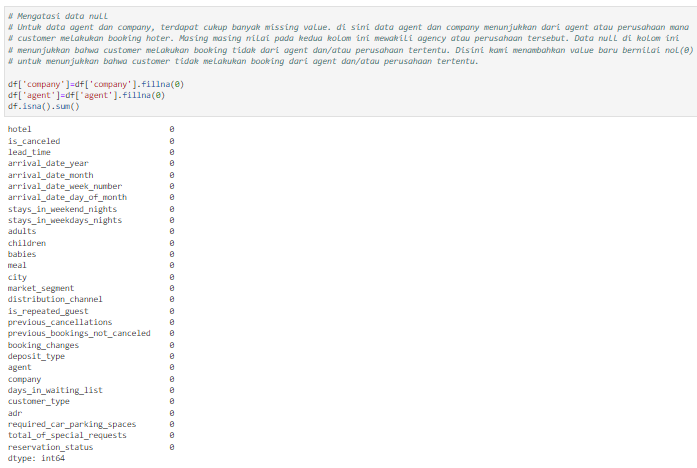 # Mengatasi data null
# Untuk data agent dan company, terdapat cukup banyak missing value. di sini data agent dan company menunjukkan dari agent atau perusahaan mana
# customer melakukan booking hoter. Masing masing nilai pada kedua kolom ini mewakili agency atau perusahaan tersebut. Data null di kolom ini
# menunjukkan bahwa customer melakukan booking tidak dari agent dan/atau perusahaan tertentu. Disini kami menambahkan value baru bernilai nol(0)
# untuk menunjukkan bahwa customer tidak melakukan booking dari agent dan/atau perusahaan tertentu.
df['company']=df['company'].fillna(0)
df['agent']=df['agent'].fillna(0)
df.isna().sum()
hotel 0
is_canceled 0
lead_time 0
arrival_date_year 0
arrival_date_month 0
arrival_date_week_number 0
arrival_date_day_of_month 0
stays_in_weekend_nights 0
stays_in_weekdays_nights 0
adults 0
children 0
babies 0
meal 0
city 0
market_segment 0
distribution_channel 0
is_repeated_guest 0
previous_cancellations 0
previous_bookings_not_canceled 0
booking_changes 0
deposit_type 0
agent 0
company 0
days_in_waiting_list 0
customer_type 0
adr 0
required_car_parking_spaces 0
total_of_special_requests 0
reservation_status 0
dtype: int64